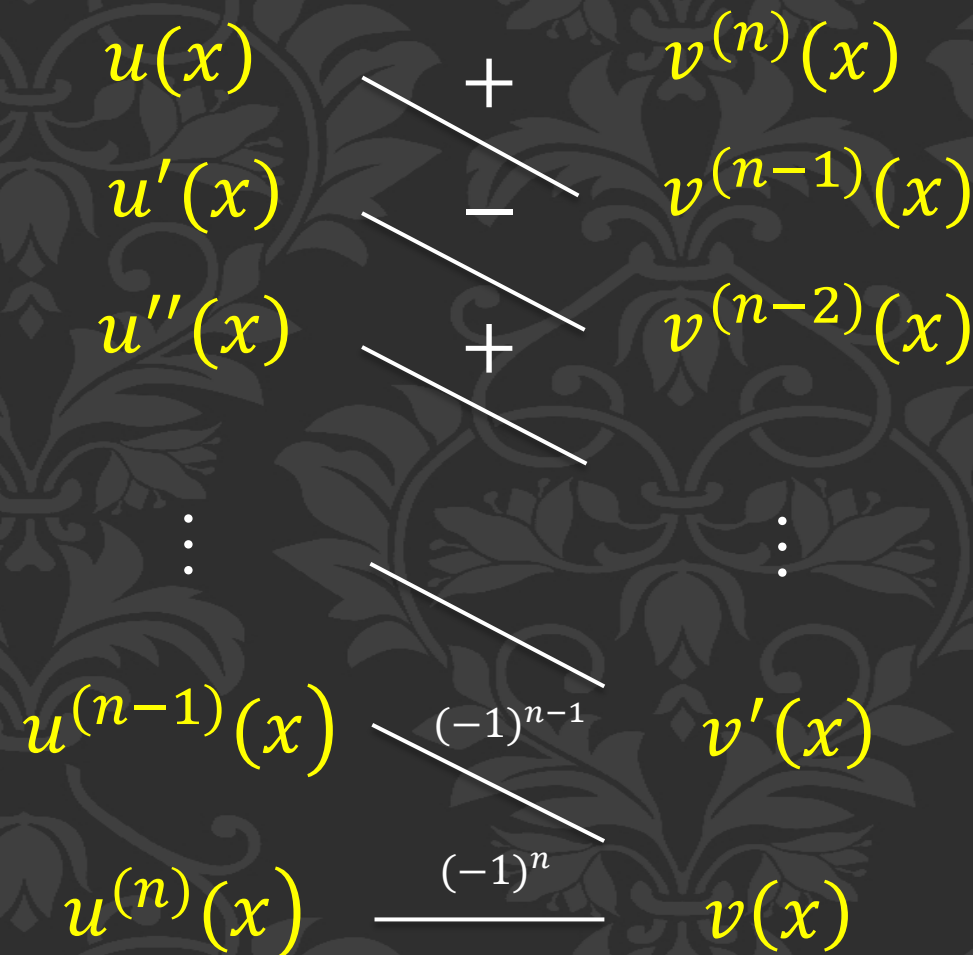 u(x) + v^{(n)}(x)
u′(x) − v^{(n−1)}(x)
u″(x) + v^{(n−2)}(x)
⋮ ⋮
u^{(n−1)}(x) (−1)^{n−1} v′(x)
(−1)^{n}
u^{(n)}(x) v(x)